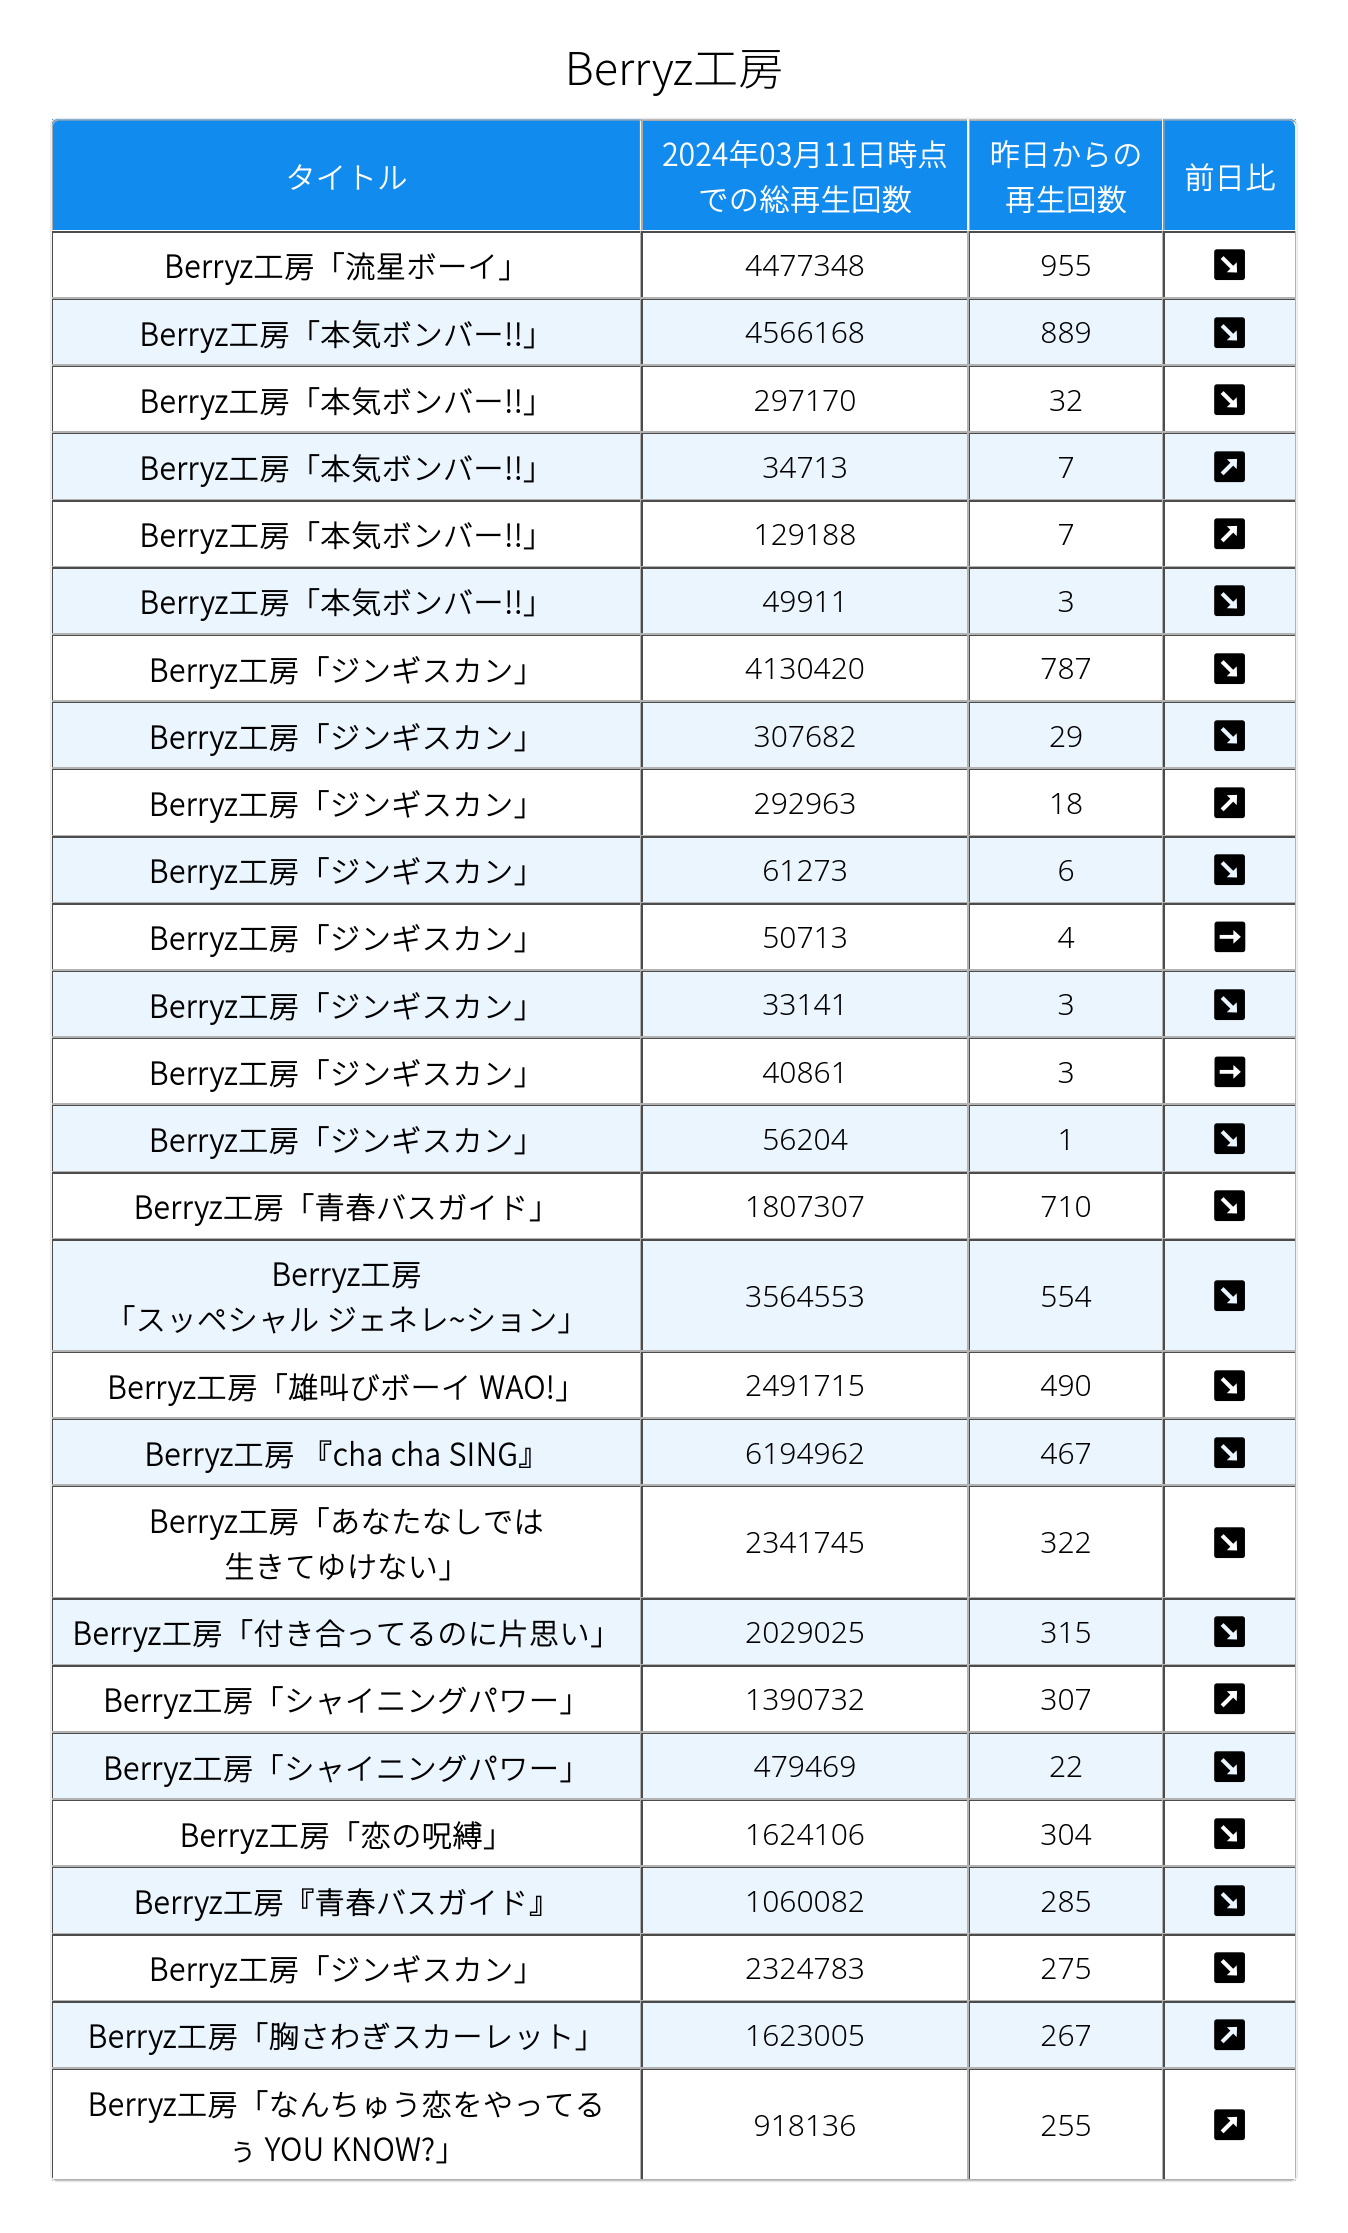 Berryz工房
タイトル
2024年03月11日時点
での総再生回数
昨日からの
再生回数
前日比
Berryz工房「流星ボーイ」 4477348 955 ↘
Berryz工房「本気ボンバー!!」 4566168 889 ↘
Berryz工房「本気ボンバー!!」 297170 32 ↘
Berryz工房「本気ボンバー!!」 34713 7 ↗
Berryz工房「本気ボンバー!!」 129188 7 ↗
Berryz工房「本気ボンバー!!」 49911 3 ↘
Berryz工房「ジンギスカン」 4130420 787 ↘
Berryz工房「ジンギスカン」 307682 29 ↘
Berryz工房「ジンギスカン」 292963 18 ↗
Berryz工房「ジンギスカン」 61273 6 ↘
Berryz工房「ジンギスカン」 50713 4 →
Berryz工房「ジンギスカン」 33141 3 ↘
Berryz工房「ジンギスカン」 40861 3 →
Berryz工房「ジンギスカン」 56204 1 ↘
Berryz工房「青春バスガイド」 1807307 710 ↘
Berryz工房
「スッペシャル ジェネレ~ション」 3564553 554 ↘
Berryz工房「雄叫びボーイ WAO!」 2491715 490 ↘
Berryz工房 『cha cha SING』 6194962 467 ↘
Berryz工房「あなたなしでは
生きてゆけない」 2341745 322 ↘
Berryz工房「付き合ってるのに片思い」 2029025 315 ↘
Berryz工房「シャイニングパワー」 1390732 307 ↗
Berryz工房「シャイニングパワー」 479469 22 ↘
Berryz工房「恋の呪縛」 1624106 304 ↘
Berryz工房『青春バスガイド』 1060082 285 ↘
Berryz工房「ジンギスカン」 2324783 275 ↘
Berryz工房「胸さわぎスカーレット」 1623005 267 ↗
Berryz工房「なんちゅう恋をやってる
ぅ YOU KNOW?」 918136 255 ↗